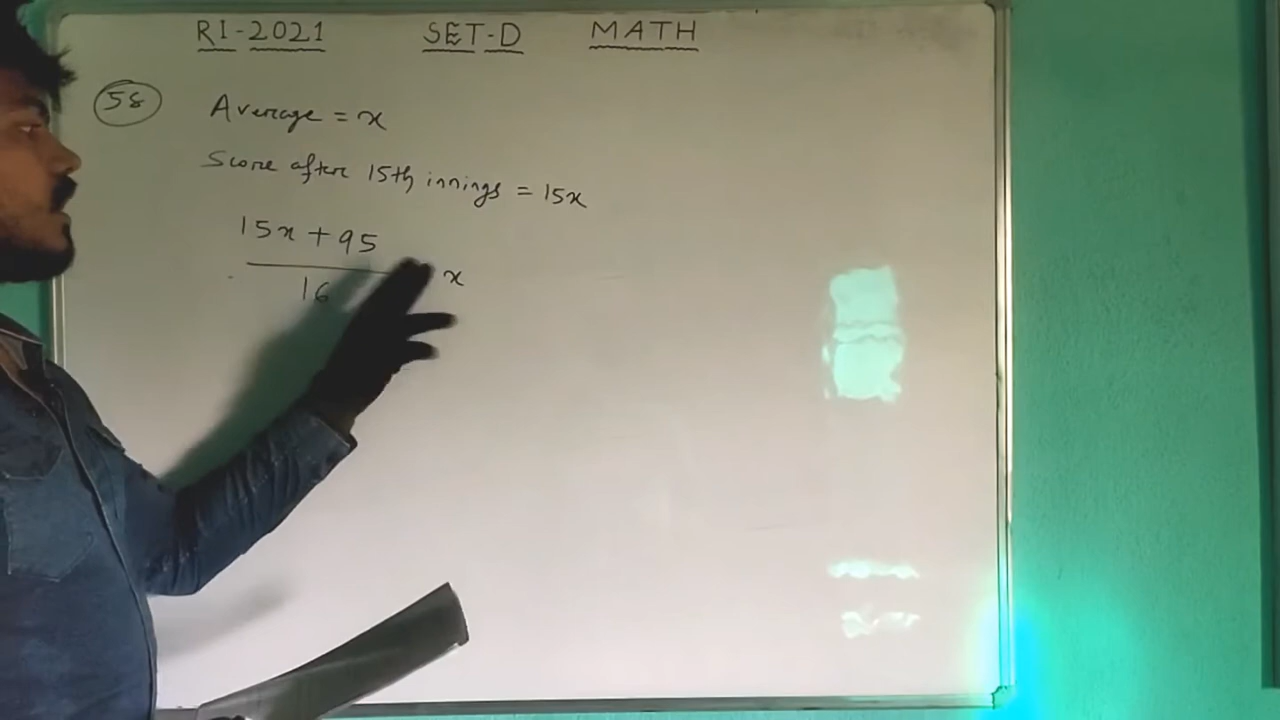 RI-2021 SET-D MATH
58 Average = x
Score after 15th innings = 15x
15x + 95
16
x